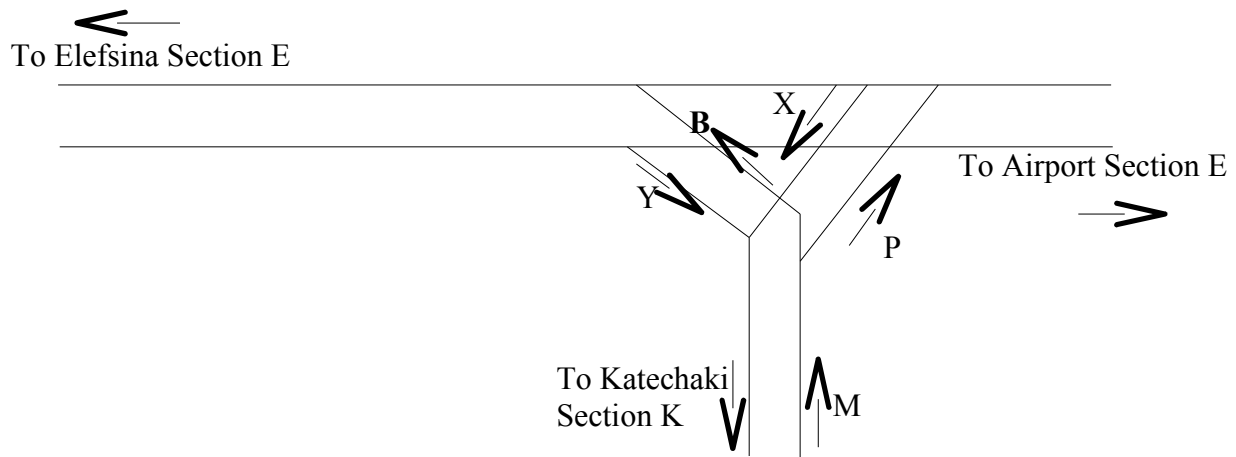 To Elefsina Section E
X
B
To Airport Section E
Y
P
To Katechaki
Section K
M